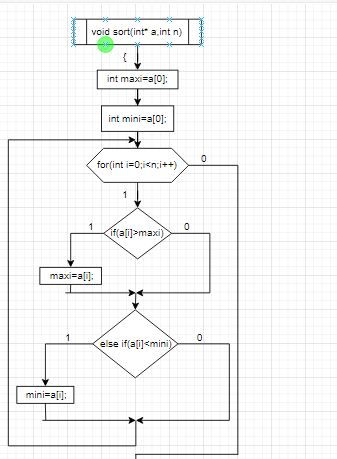 void sort(int* a,int n)
{
int maxi=a[0];
int mini=a[0];
for(int i=0;i<n;i++)
0
1
if(a[i]>maxi)
1
0
maxi=a[i];
else if(a[i]<mini)
1
0
mini=a[i];